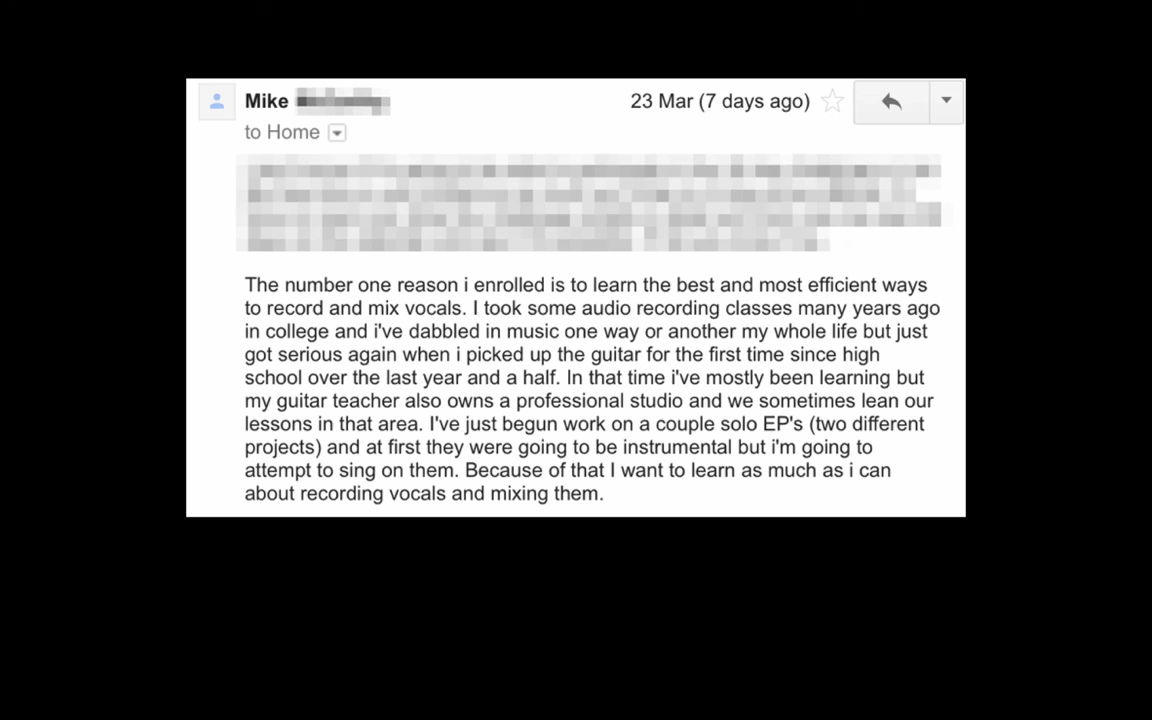 Mike
23 Mar (7 days ago)
to Home
The number one reason i enrolled is to learn the best and most efficient ways
to record and mix vocals. I took some audio recording classes many years ago
in college and i've dabbled in music one way or another my whole life but just
got serious again when i picked up the guitar for the first time since high
school over the last year and a half. In that time i've mostly been learning but
my guitar teacher also owns a professional studio and we sometimes lean our
lessons in that area. I've just begun work on a couple solo EP's (two different
projects) and at first they were going to be instrumental but i'm going to
attempt to sing on them. Because of that I want to learn as much as i can
about recording vocals and mixing them.